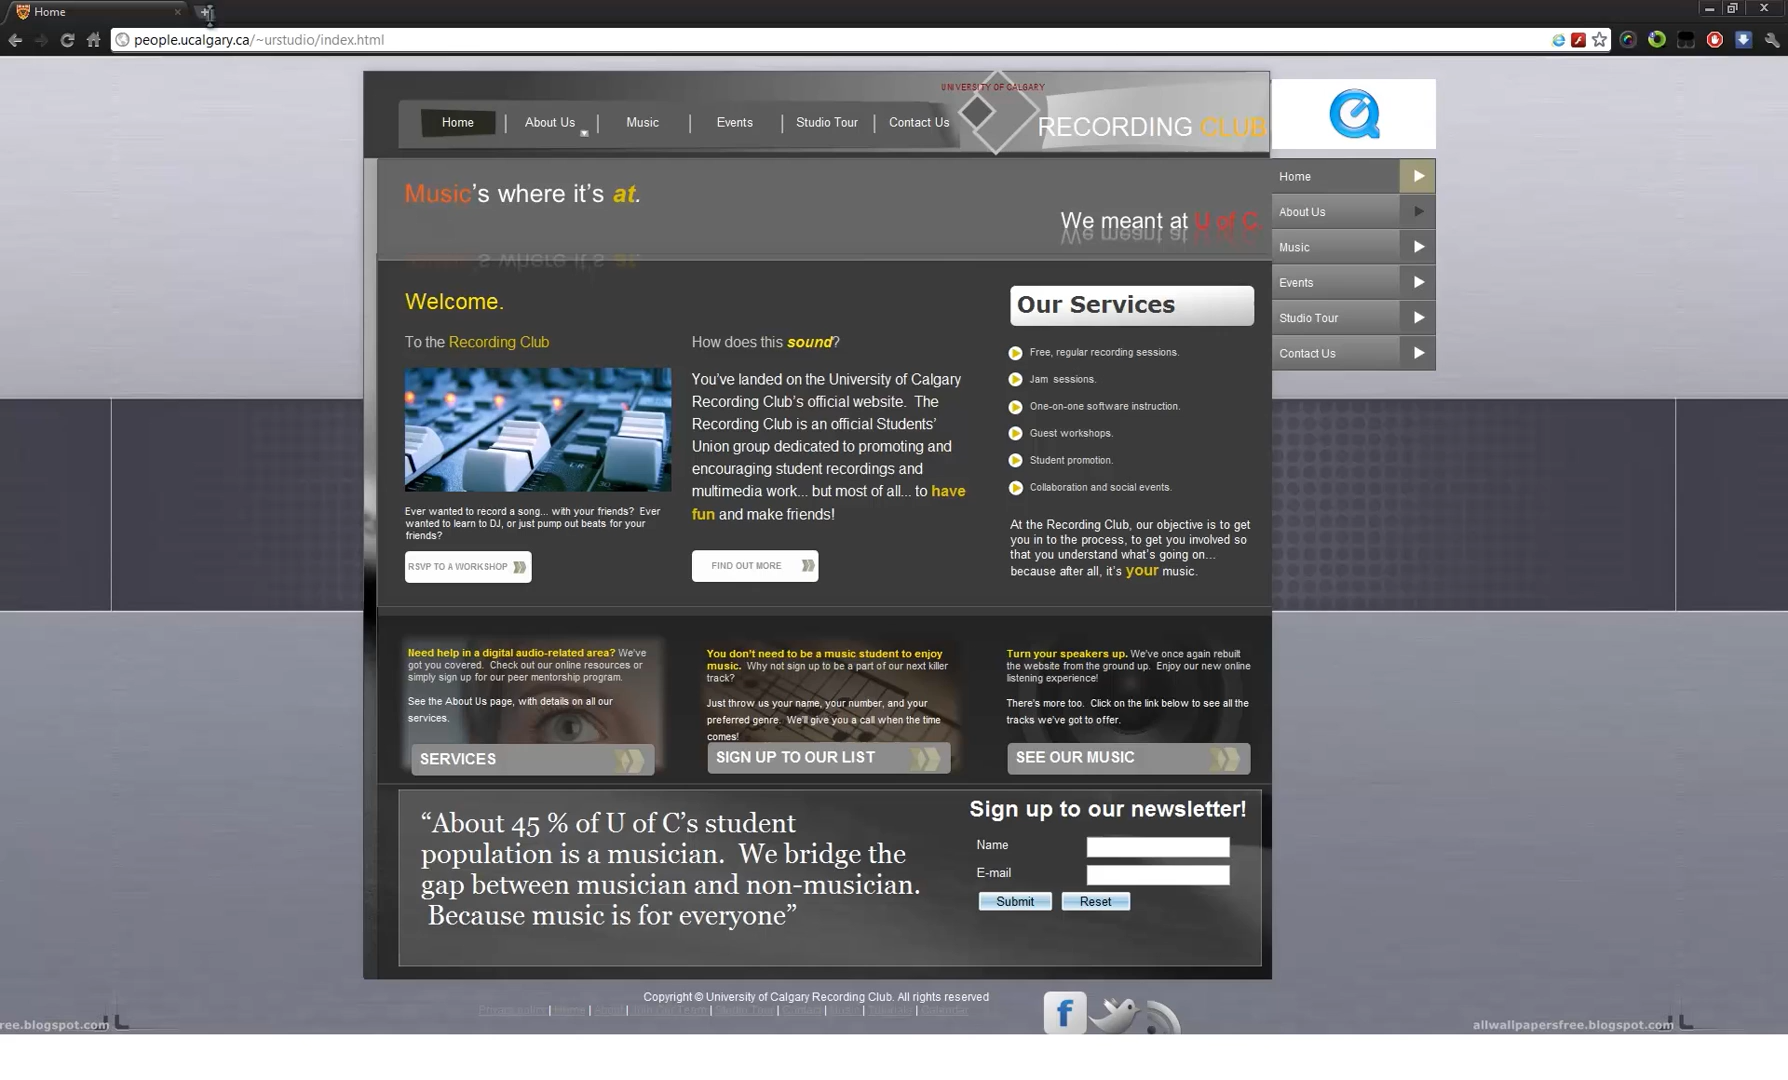 Home
people.ucalgary.ca/~urstudio/index.html
UNIVERSITY OF CALGARY
Home
About Us
Music
Events
Studio Tour
Contact Us
RECORDING CLUB
Music's where it's at.
We meant at U of C.
Home
About Us
Music
Events
Studio Tour
Contact Us
Welcome.
To the Recording Club
Ever wanted to record a song... with your friends?  Ever
wanted to learn to DJ, or just pump out beats for your
friends?
RSVP TO A WORKSHOP
How does this sound?
You've landed on the University of Calgary
Recording Club's official website.  The
Recording Club is an official Students'
Union group dedicated to promoting and
encouraging student recordings and
multimedia work... but most of all... to have
fun and make friends!
FIND OUT MORE
Our Services
Free, regular recording sessions.
Jam  sessions.
One-on-one software instruction.
Guest workshops.
Student promotion.
Collaboration and social events.
At the Recording Club, our objective is to get
you in to the process, to get you involved so
that you understand what's going on...
because after all, it's your music.
Need help in a digital audio-related area? We've
got you covered.  Check out our online resources or
simply sign up for our peer mentorship program.
See the About Us page, with details on all our
services.
SERVICES
You don't need to be a music student to enjoy
music.  Why not sign up to be a part of our next killer
track?
Just throw us your name, your number, and your
preferred genre.  We'll give you a call when the time
comes!
SIGN UP TO OUR LIST
Turn your speakers up. We've once again rebuilt
the website from the ground up.  Enjoy our new online
listening experience!
There's more too.  Click on the link below to see all the
tracks we've got to offer.
SEE OUR MUSIC
“About 45 % of U of C's student
population is a musician.  We bridge the
gap between musician and non-musician.
Because music is for everyone”
Sign up to our newsletter!
Name
E-mail
Submit
Reset
Copyright © University of Calgary Recording Club. All rights reserved
free.blogspot.com
allwallpapersfree.blogspot.com